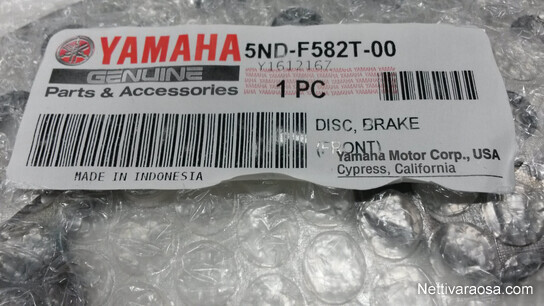 YAMAHA 5ND-F582T-00
Y1612167
GENUINE
Parts & Accessories
1 PC
DISC, BRAKE
(FRONT)
Yamaha Motor Corp., USA
Cypress, California
MADE IN INDONESIA
Nettivaraosa.com